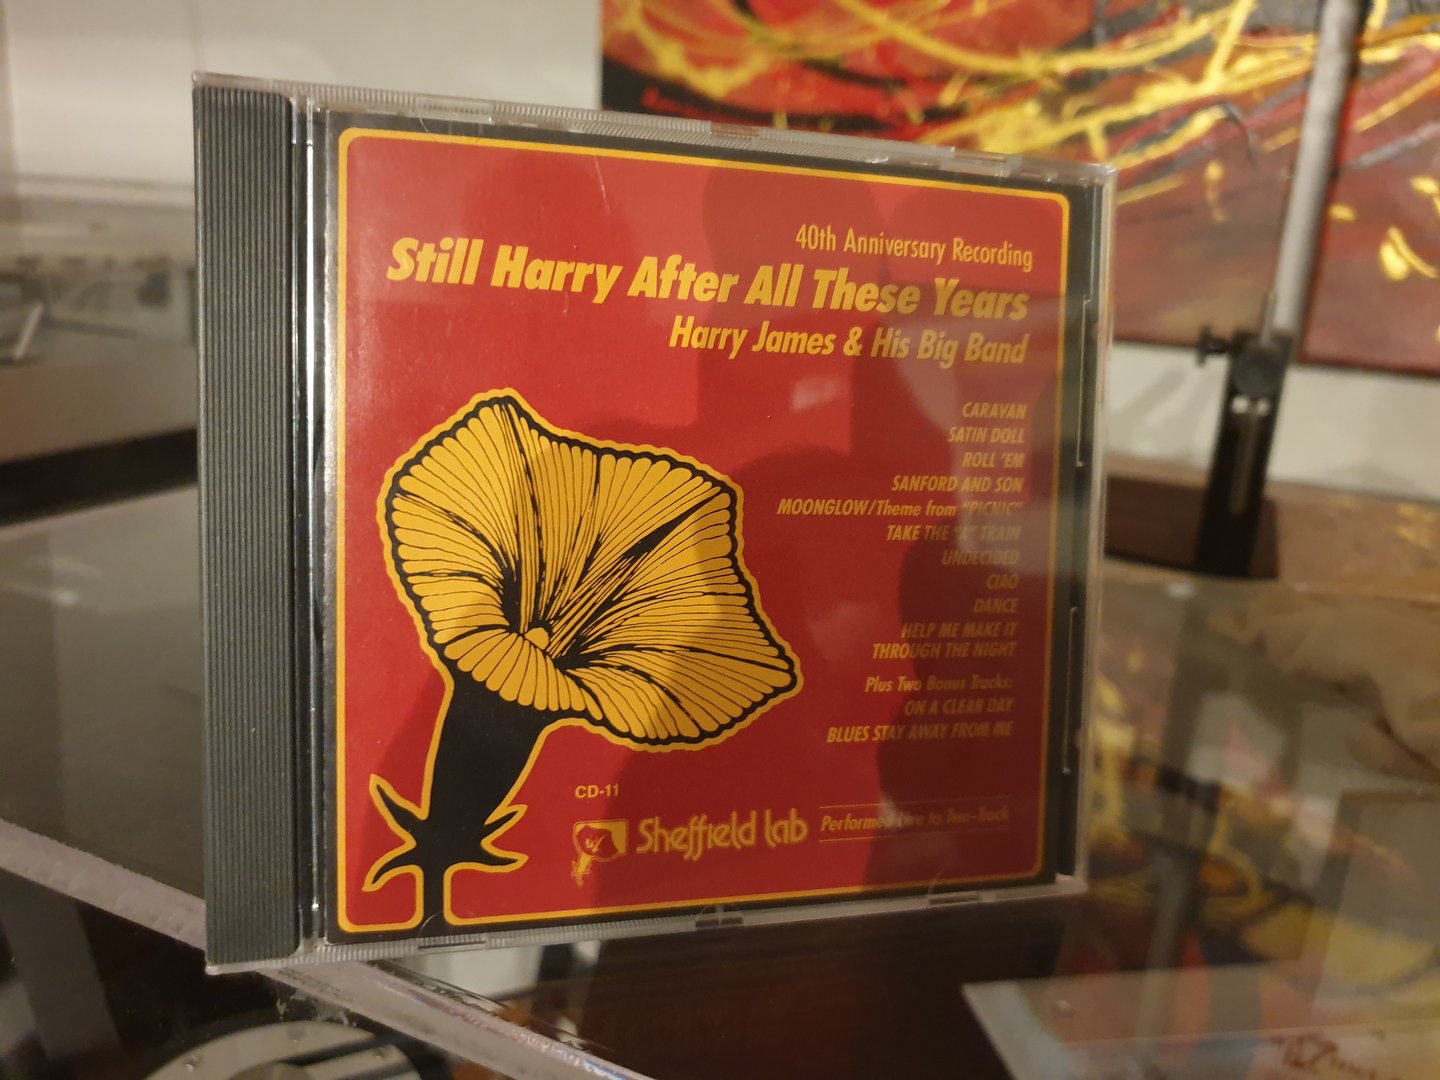 40th Anniversary Recording
Still Harry After All These Years
Harry James & His Big Band
CARAVAN
SATIN DOLL
ROLL 'EM
SANFORD AND SON
MOONGLOW/Theme from "PICNIC"
TAKE THE "A" TRAIN
UNDECIDED
CIAO
DANCE
HELP ME MAKE IT
THROUGH THE NIGHT
Plus Two Bonus Tracks:
ON A CLEAR DAY
BLUES STAY AWAY FROM ME
CD-11
Sheffield lab Performed Live to Two-Track